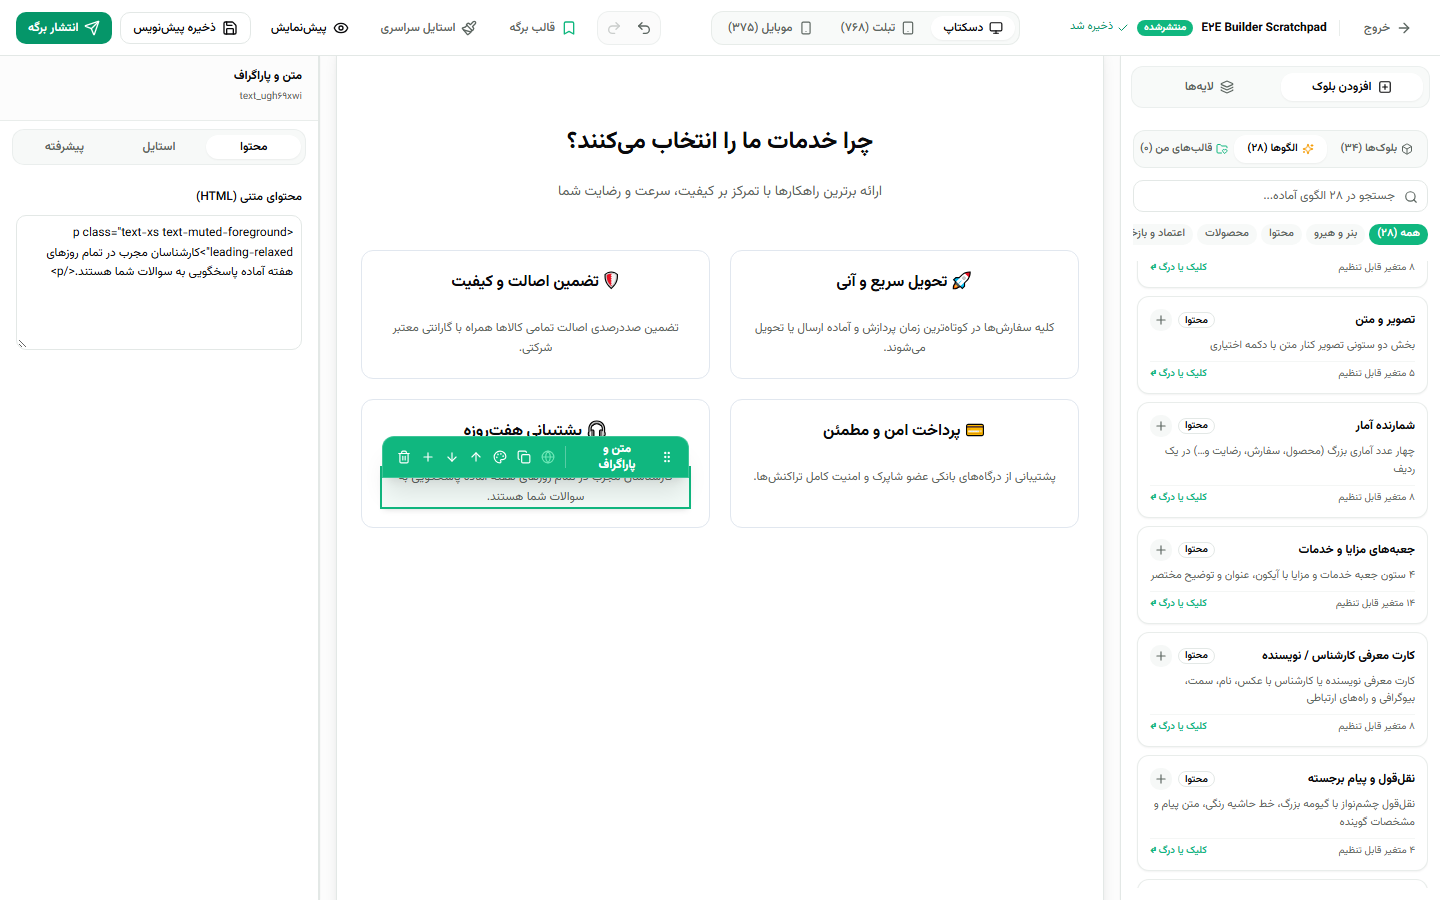 خروج
E2E Builder Scratchpad
منتشرشده
ذخیره شد
دسکتاپ
تبلت (۷۶۸)
موبایل (۳۷۵)
قالب برگه
استایل سراسری
پیش‌نمایش
ذخیره پیش‌نویس
انتشار برگه
افزودن بلوک
لایه‌ها
بلوک‌ها (۳۴)
الگوها (۲۸)
قالب‌های من (۰)
جستجو در ۲۸ الگوی آماده...
همه (۲۸)
بنر و هیرو
محتوا
محصولات
اعتماد و بازخ
۸ متغیر قابل تنظیم
کلیک یا درگ
تصویر و متن
محتوا
بخش دو ستونی تصویر کنار متن با دکمه اختیاری
۵ متغیر قابل تنظیم
کلیک یا درگ
شمارنده آمار
محتوا
چهار عدد آماری بزرگ (محصول، سفارش، رضایت و…) در یک
ردیف
۸ متغیر قابل تنظیم
کلیک یا درگ
جعبه‌های مزایا و خدمات
محتوا
۴ ستون جعبه خدمات و مزایا با آیکون، عنوان و توضیح مختصر
۱۴ متغیر قابل تنظیم
کلیک یا درگ
کارت معرفی کارشناس / نویسنده
محتوا
کارت معرفی نویسنده یا کارشناس با عکس، نام، سمت،
بیوگرافی و راه‌های ارتباطی
۸ متغیر قابل تنظیم
کلیک یا درگ
نقل‌قول و پیام برجسته
محتوا
نقل‌قول چشم‌نواز با گیومه بزرگ، خط حاشیه رنگی، متن پیام و
مشخصات گوینده
۴ متغیر قابل تنظیم
کلیک یا درگ
چرا خدمات ما را انتخاب می‌کنند؟
ارائه برترین راهکارها با تمرکز بر کیفیت، سرعت و رضایت شما
🚀 تحویل سریع و آنی
کلیه سفارش‌ها در کوتاه‌ترین زمان پردازش و آماده ارسال یا تحویل
می‌شوند.
🛡️ تضمین اصالت و کیفیت
تضمین صددرصدی اصالت تمامی کالاها همراه با گارانتی معتبر
شرکتی.
💳 پرداخت امن و مطمئن
پشتیبانی از درگاه‌های بانکی عضو شاپرک و امنیت کامل تراکنش‌ها.
🎧 پشتیبانی هفت‌روزه
متن و
پاراگراف
کارشناسان مجرب در تمام روزهای هفته آماده پاسخگویی به
سوالات شما هستند.
متن و پاراگراف
text_ugh۶۹xwi
محتوا
استایل
پیشرفته
محتوای متنی (HTML)
<p class="text-xs text-muted-foreground
leading-relaxed">کارشناسان مجرب در تمام روزهای
هفته آماده پاسخگویی به سوالات شما هستند.</p>